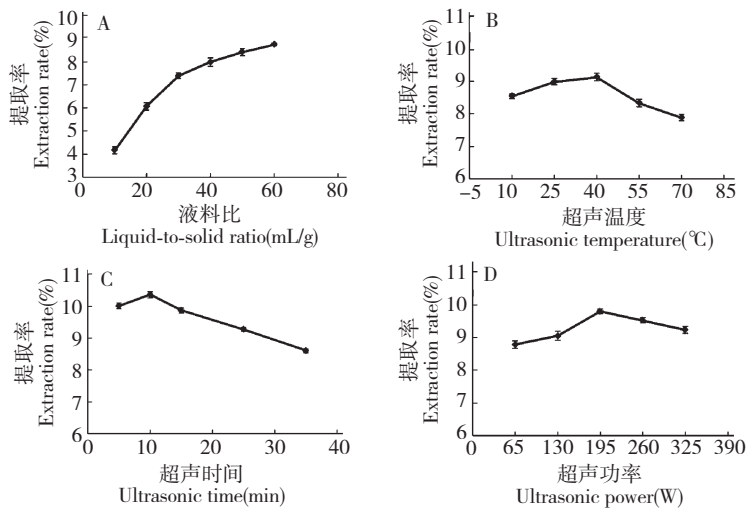 A
提取率
Extraction rate(%)
10
9
8
7
6
5
4
3
0
20
40
60
80
液料比
Liquid-to-solid ratio(mL/g)
B
提取率
Extraction rate(%)
11
10
9
8
7
6
-5
10
25
40
55
70
85
超声温度
Ultrasonic temperature(℃)
C
提取率
Extraction rate(%)
11
10
9
8
7
6
0
10
20
30
40
超声时间
Ultrasonic time(min)
D
提取率
Extraction rate(%)
11
10
9
8
7
6
0
65
130
195
260
325
390
超声功率
Ultrasonic power(W)